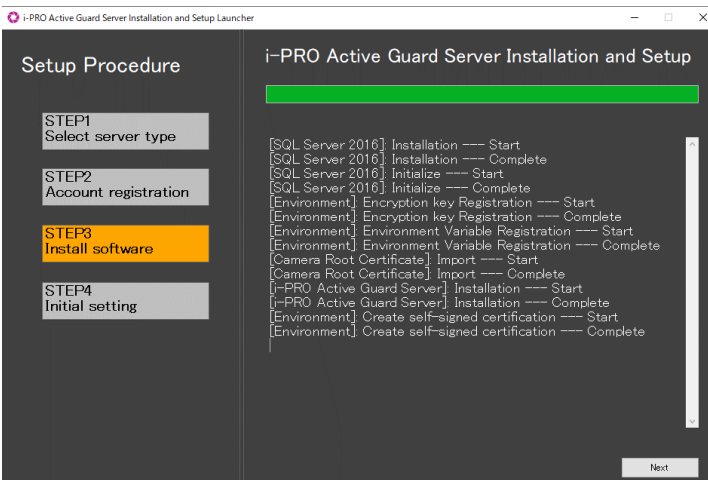 i-PRO Active Guard Server Installation and Setup Launcher
Setup Procedure
STEP1
Select server type
STEP2
Account registration
STEP3
Install software
STEP4
Initial setting
i-PRO Active Guard Server Installation and Setup
[SQL Server 2016]: Installation --- Start
[SQL Server 2016]: Installation --- Complete
[SQL Server 2016]: Initialize --- Start
[SQL Server 2016]: Initialize --- Complete
[Environment]: Encryption key Registration --- Start
[Environment]: Encryption key Registration --- Complete
[Environment]: Environment Variable Registration --- Start
[Environment]: Environment Variable Registration --- Complete
[Camera Root Certificate]: Import --- Start
[Camera Root Certificate]: Import --- Complete
[i-PRO Active Guard Server]: Installation --- Start
[i-PRO Active Guard Server]: Installation --- Complete
[Environment]: Create self-signed certification --- Start
[Environment]: Create self-signed certification --- Complete
Next